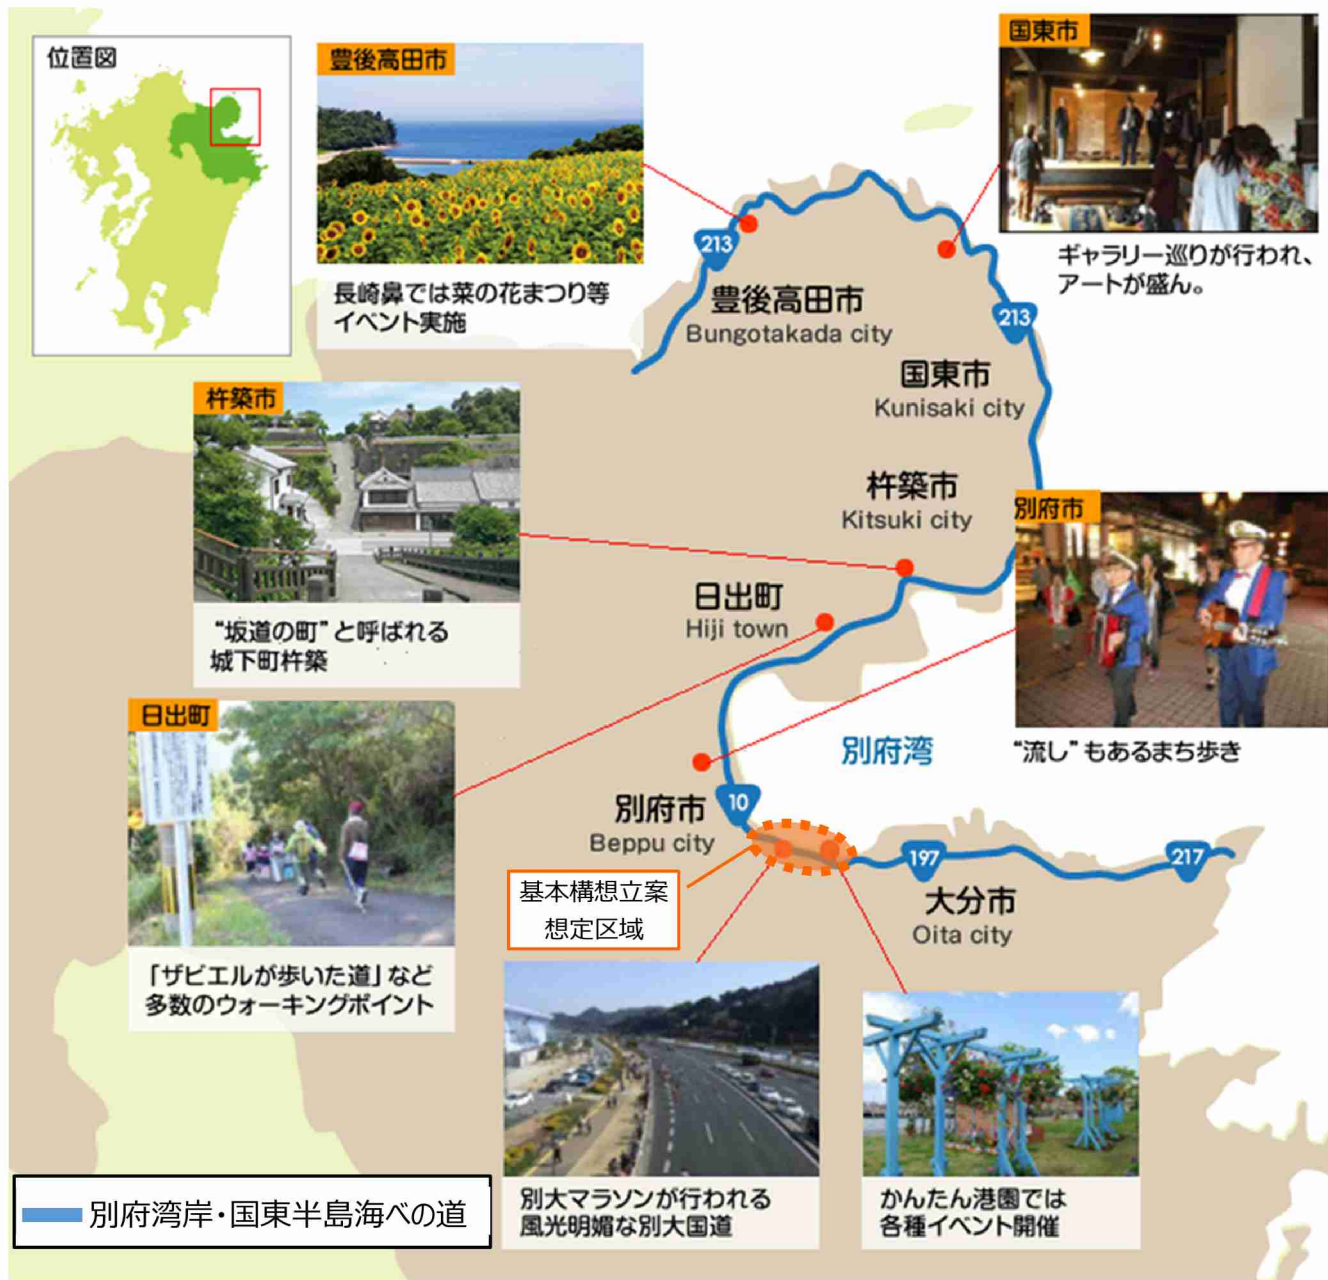 位置図
豊後高田市
長崎鼻では菜の花まつり等
イベント実施
国東市
ギャラリー巡りが行われ、
アートが盛ん。
213
豊後高田市
Bungotakada city
213
国東市
Kunisaki city
杵築市
“坂道の町”と呼ばれる
城下町杵築
杵築市
Kitsuki city
別府市
“流し”もあるまち歩き
日出町
Hiji town
日出町
「ザビエルが歩いた道」など
多数のウォーキングポイント
別府湾
別府市
Beppu city
10
197
217
大分市
Oita city
基本構想立案
想定区域
別大マラソンが行われる
風光明媚な別大国道
かんたん港園では
各種イベント開催
別府湾岸・国東半島海べの道